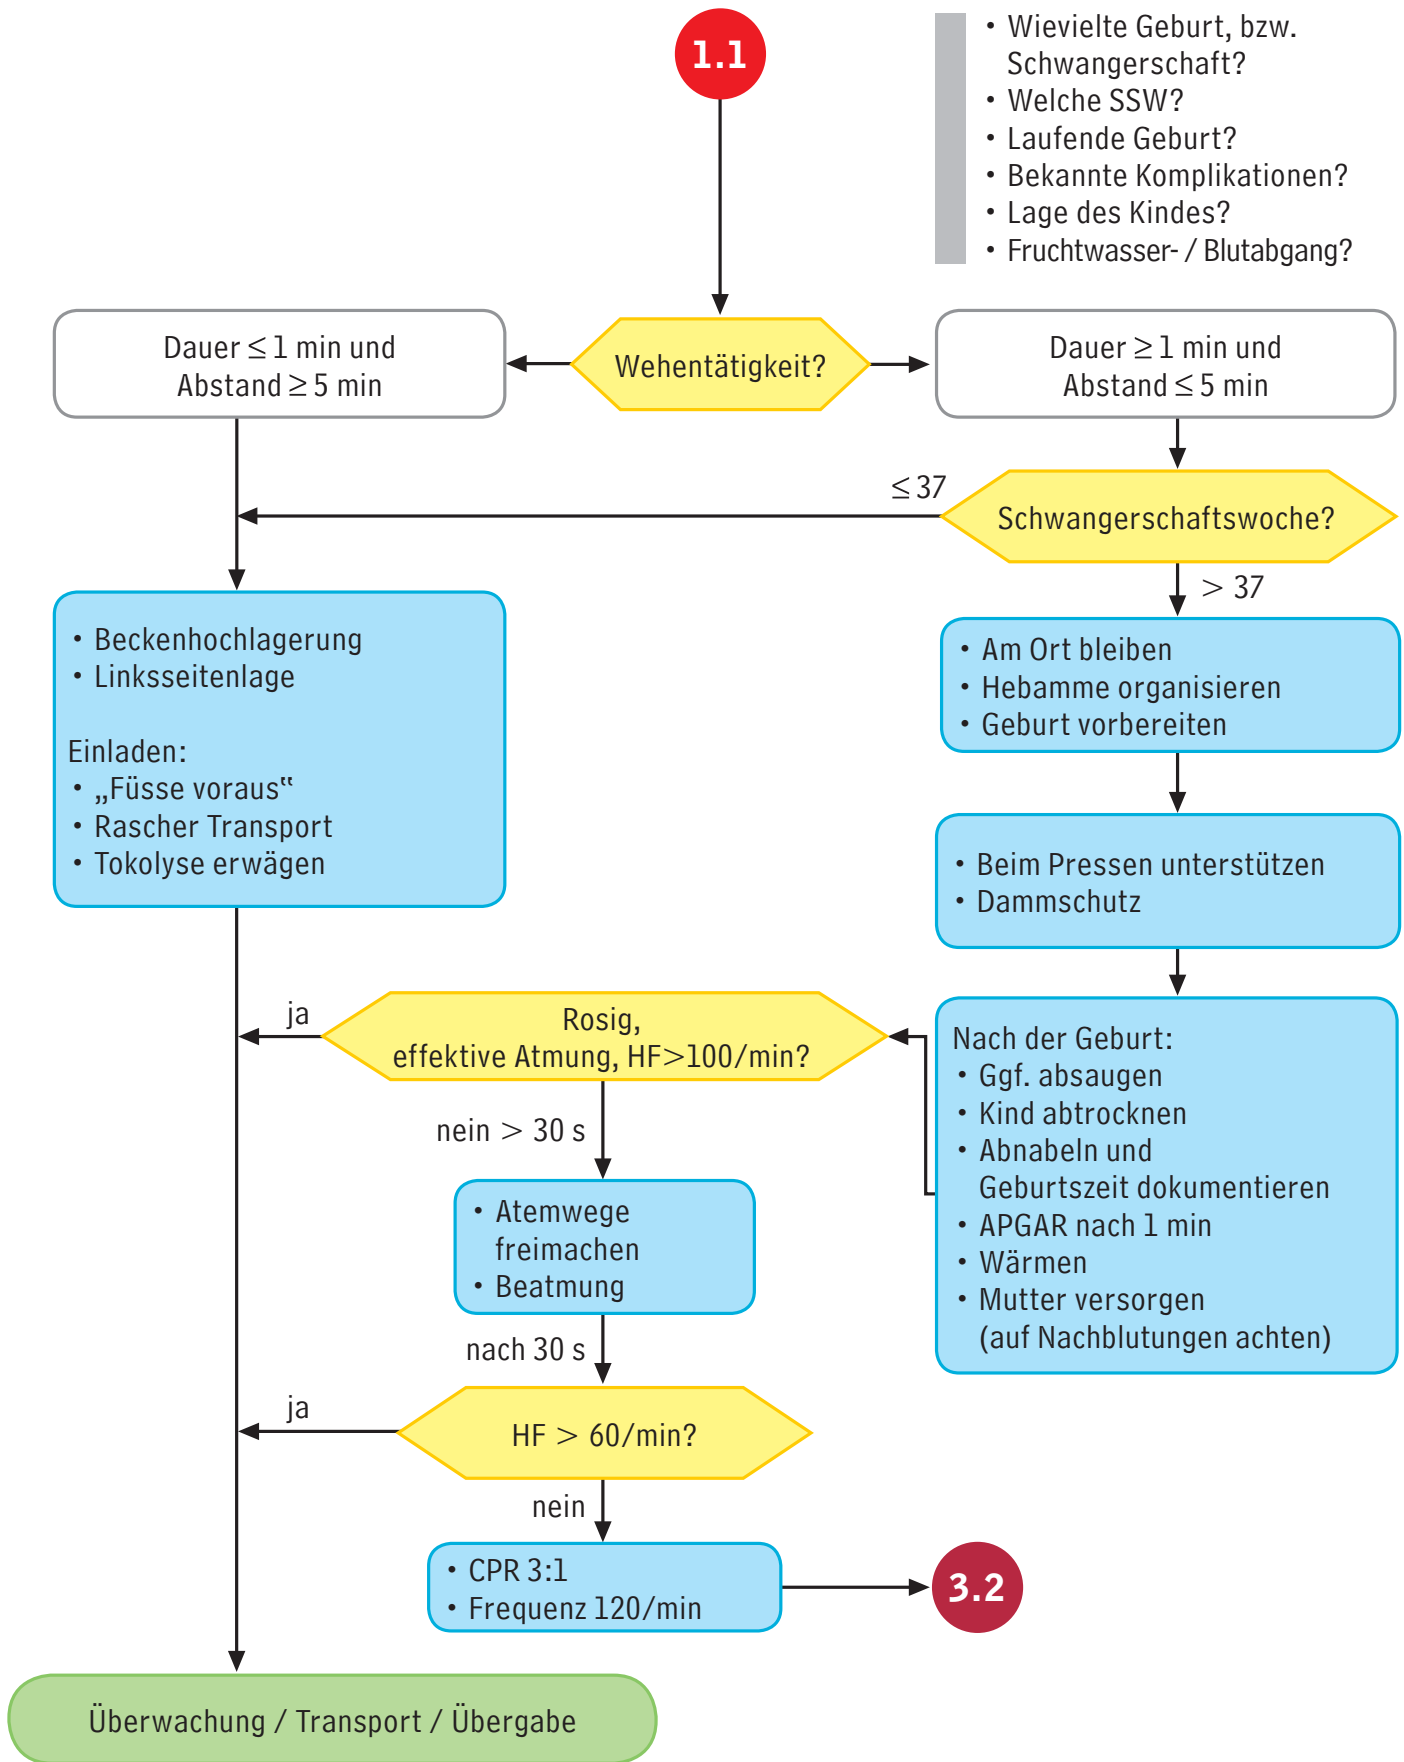 1.1
• Wievielte Geburt, bzw.
Schwangerschaft?
• Welche SSW?
• Laufende Geburt?
• Bekannte Komplikationen?
• Lage des Kindes?
• Fruchtwasser- / Blutabgang?
Dauer ≤ 1 min und
Abstand ≥ 5 min
Wehentätigkeit?
Dauer ≥ 1 min und
Abstand ≤ 5 min
≤ 37
Schwangerschaftswoche?
> 37
• Beckenhochlagerung
• Linksseitenlage
Einladen:
• „Füsse voraus“
• Rascher Transport
• Tokolyse erwägen
• Am Ort bleiben
• Hebamme organisieren
• Geburt vorbereiten
• Beim Pressen unterstützen
• Dammschutz
Nach der Geburt:
• Ggf. absaugen
• Kind abtrocknen
• Abnabeln und
Geburtszeit dokumentieren
• APGAR nach 1 min
• Wärmen
• Mutter versorgen
(auf Nachblutungen achten)
ja
Rosig,
effektive Atmung, HF>100/min?
nein > 30 s
• Atemwege
freimachen
• Beatmung
nach 30 s
ja
HF > 60/min?
nein
• CPR 3:1
• Frequenz 120/min
3.2
Überwachung / Transport / Übergabe